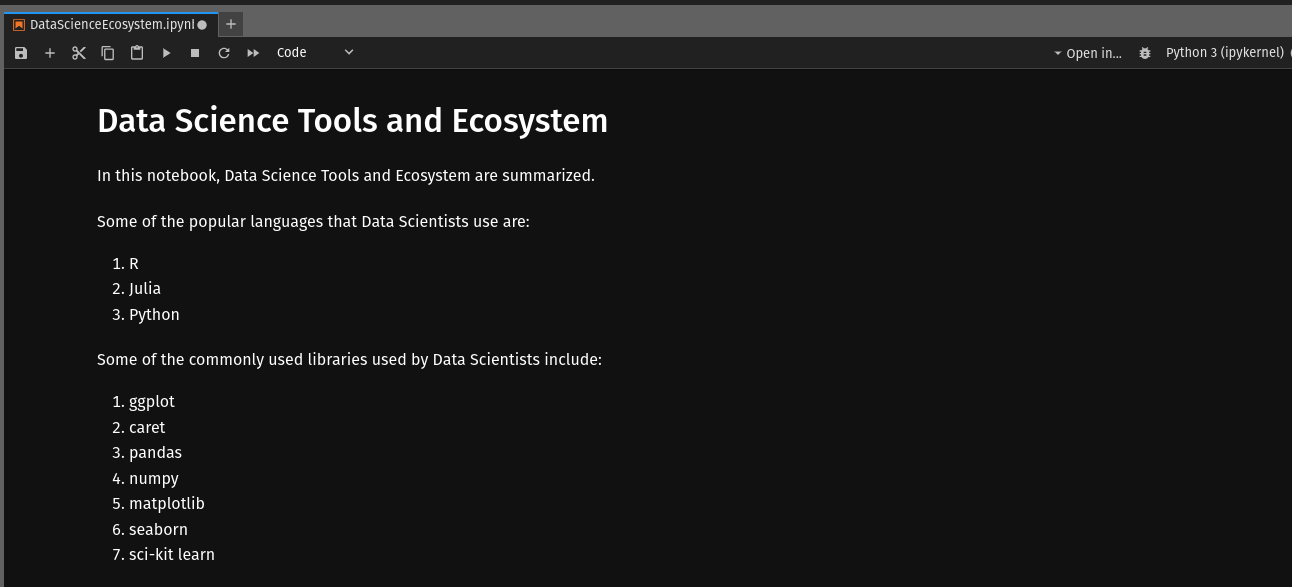 DataScienceEcosystem.ipynl
Code
Open in...
Python 3 (ipykernel)
Data Science Tools and Ecosystem
In this notebook, Data Science Tools and Ecosystem are summarized.
Some of the popular languages that Data Scientists use are:
1. R
2. Julia
3. Python
Some of the commonly used libraries used by Data Scientists include:
1. ggplot
2. caret
3. pandas
4. numpy
5. matplotlib
6. seaborn
7. sci-kit learn